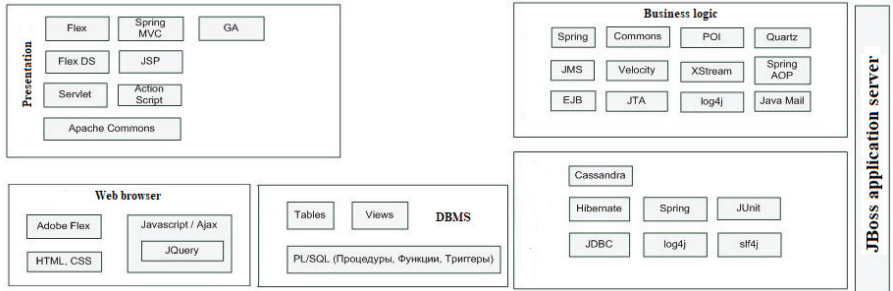 Presentation
Flex
Spring
MVC
GA
Flex DS
JSP
Servlet
Action
Script
Apache Commons
Business logic
Spring
Commons
POI
Quartz
JMS
Velocity
XStream
Spring
AOP
EJB
JTA
log4j
Java Mail
JBoss application server
Web browser
Adobe Flex
Javascript / Ajax
JQuery
HTML, CSS
Tables
Views
DBMS
PL/SQL (Процедуры, Функции, Триггеры)
Cassandra
Hibernate
Spring
JUnit
JDBC
log4j
slf4j